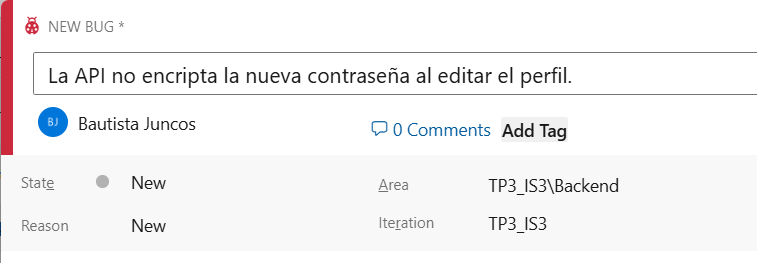 NEW BUG *
La API no encripta la nueva contraseña al editar el perfil.
BJ Bautista Juncos 0 Comments Add Tag
State New Area TP3_IS3\Backend
Reason New Iteration TP3_IS3